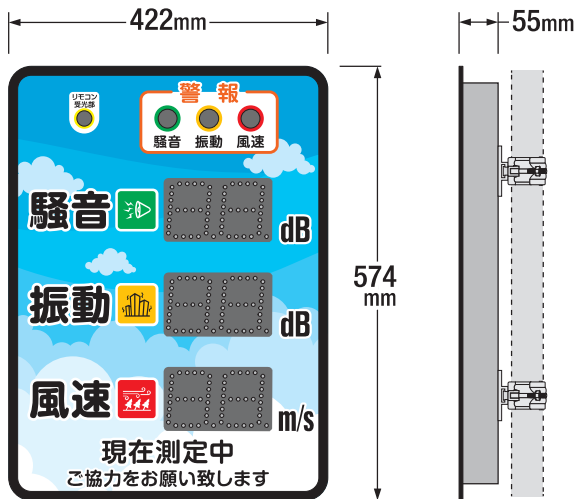 422mm
55mm
リモコン
受光部
警 報
騒音 振動 風速
騒音 dB
574
mm
振動 dB
風速 m/s
現在測定中
ご協力をお願い致します